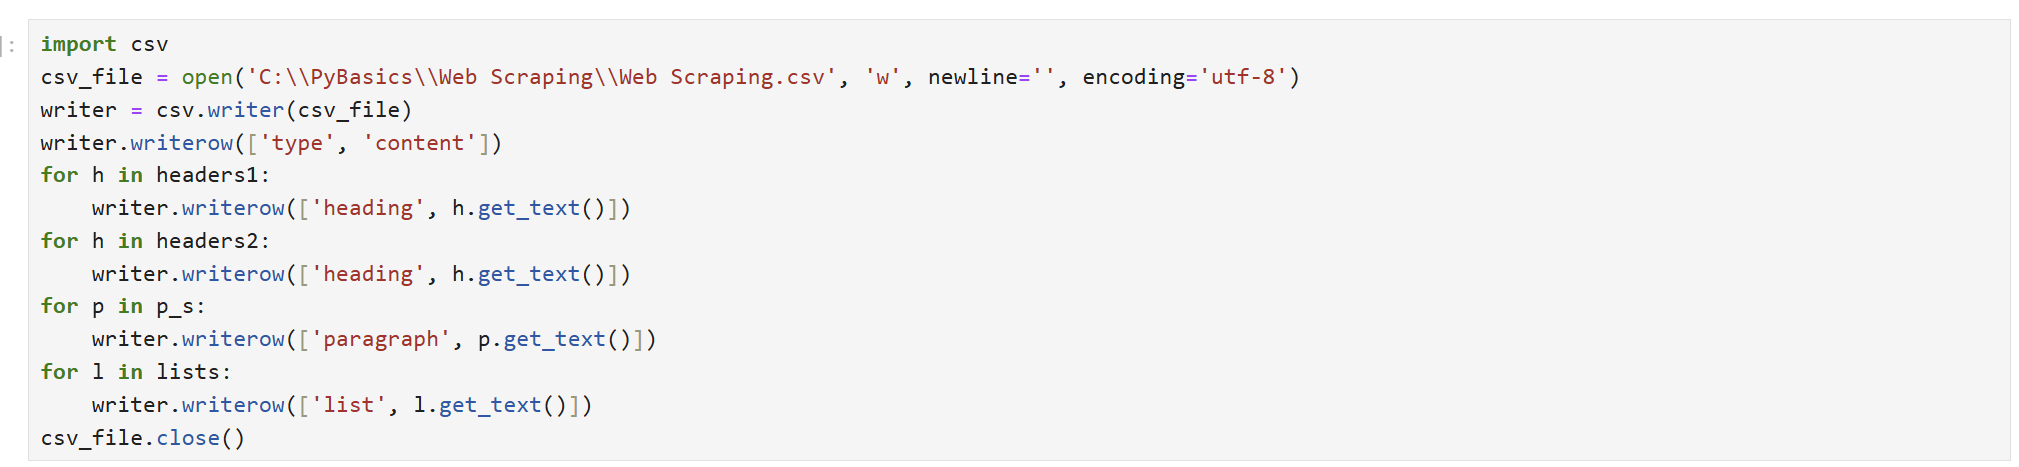 ]:
import csv
csv_file = open('C:\\PyBasics\\Web Scraping\\Web Scraping.csv', 'w', newline='', encoding='utf-8')
writer = csv.writer(csv_file)
writer.writerow(['type', 'content'])
for h in headers1:
    writer.writerow(['heading', h.get_text()])
for h in headers2:
    writer.writerow(['heading', h.get_text()])
for p in p_s:
    writer.writerow(['paragraph', p.get_text()])
for l in lists:
    writer.writerow(['list', l.get_text()])
csv_file.close()